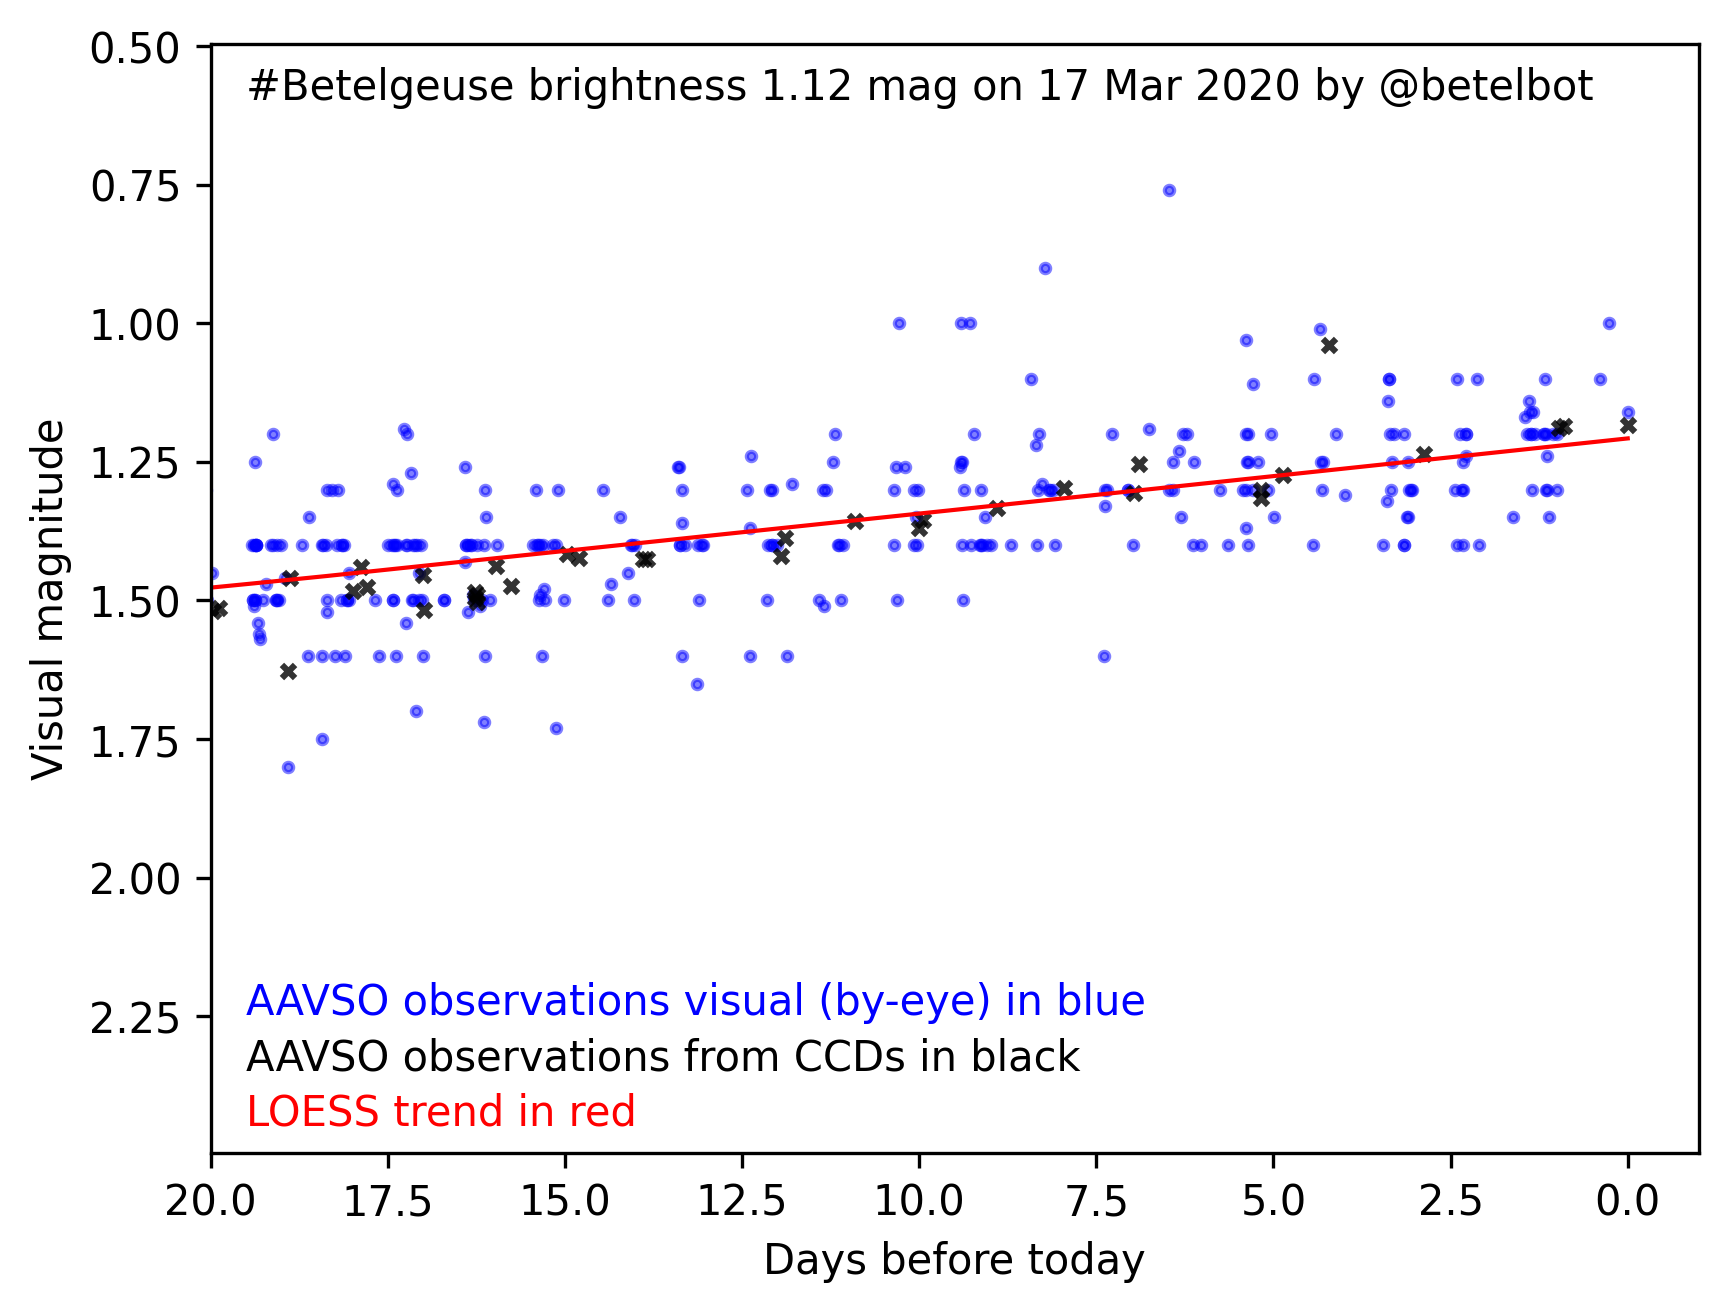 #Betelgeuse brightness 1.12 mag on 17 Mar 2020 by @betelbot
0.50
0.75
1.00
1.25
1.50
1.75
2.00
2.25
Visual magnitude
AAVSO observations visual (by-eye) in blue
AAVSO observations from CCDs in black
LOESS trend in red
20.0 17.5 15.0 12.5 10.0 7.5 5.0 2.5 0.0
Days before today